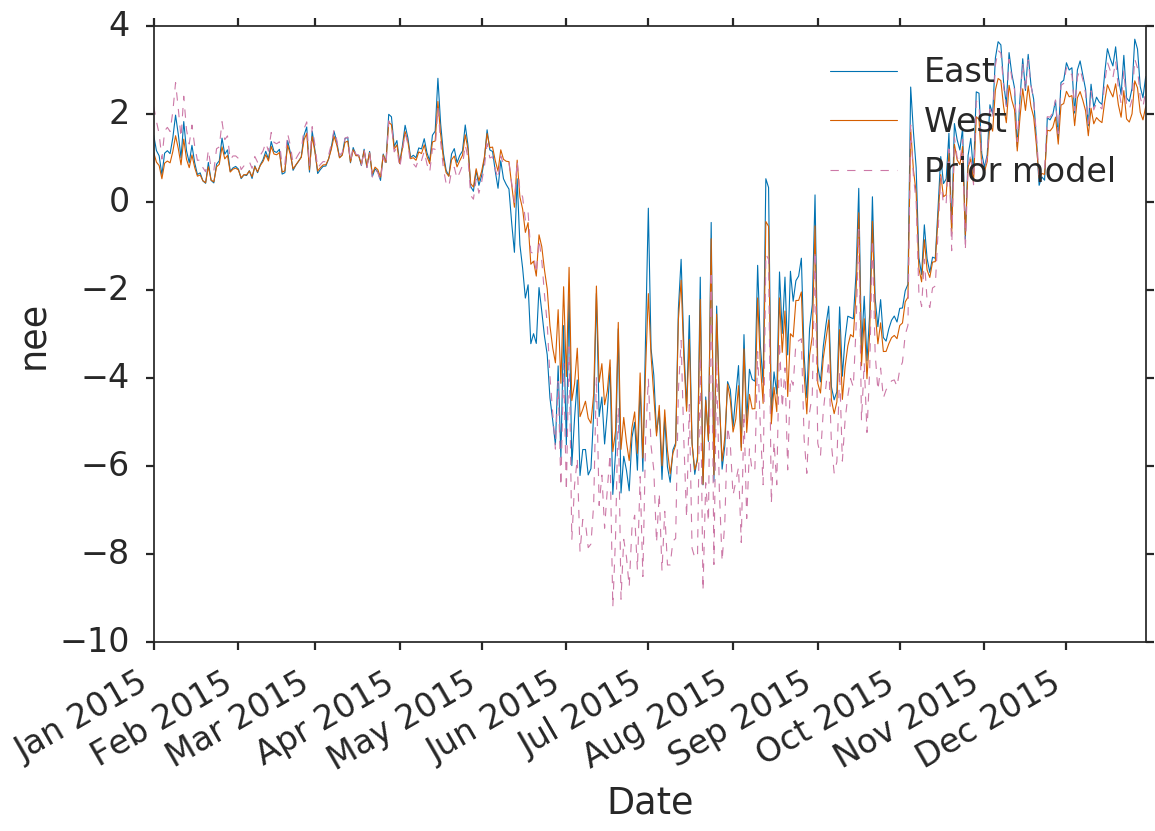 4
2
0
−2
−4
−6
−8
−10
nee
East
West
Prior model
Jan 2015
Feb 2015
Mar 2015
Apr 2015
May 2015
Jun 2015
Jul 2015
Aug 2015
Sep 2015
Oct 2015
Nov 2015
Dec 2015
Date